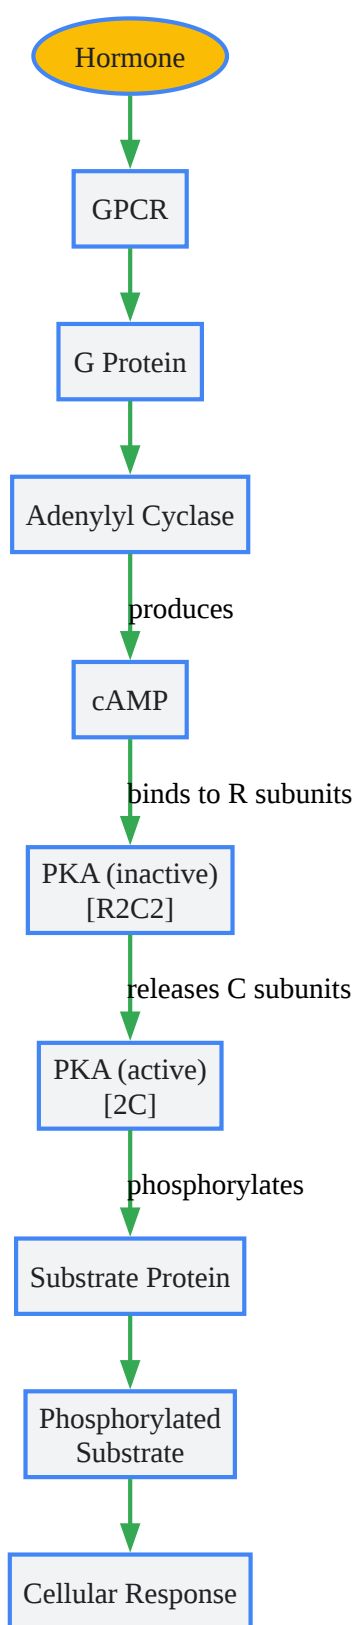 Hormone
GPCR
G Protein
Adenylyl Cyclase
produces
cAMP
binds to R subunits
PKA (inactive)
[R2C2]
releases C subunits
PKA (active)
[2C]
phosphorylates
Substrate Protein
Phosphorylated
Substrate
Cellular Response